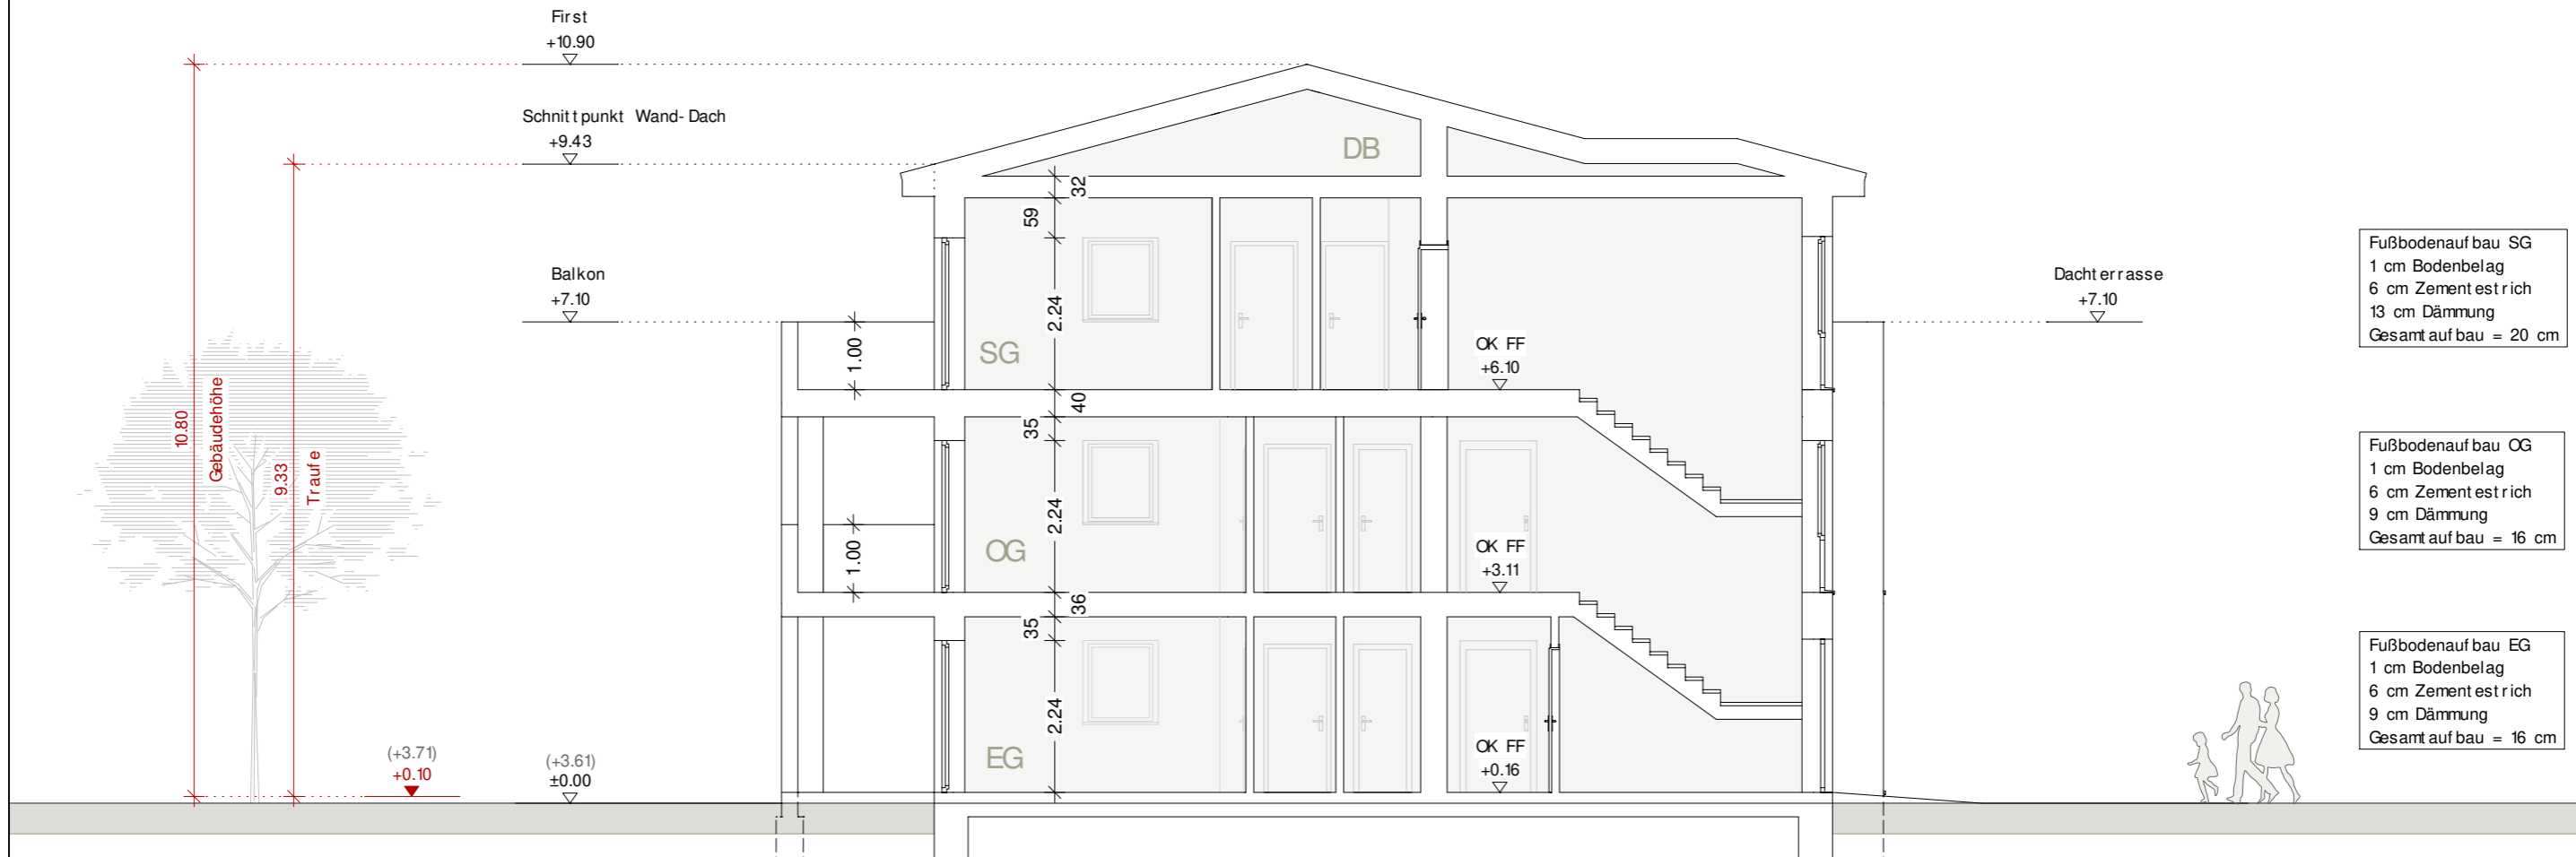 First
+10.90
Schnittpunkt Wand-Dach
+9.43
Balkon
+7.10
10.80
Gebäudehöhe
9.33
Traufe
(+3.71)
+0.10
(+3.61)
±0.00
DB
32
59
2.24
SG
1.00
OK FF
+6.10
40
35
2.24
OG
1.00
OK FF
+3.11
36
35
2.24
EG
OK FF
+0.16
Dachterrasse
+7.10
Fußbodenaufbau SG
1 cm Bodenbelag
6 cm Zementestrich
13 cm Dämmung
Gesamtaufbau = 20 cm
Fußbodenaufbau OG
1 cm Bodenbelag
6 cm Zementestrich
9 cm Dämmung
Gesamtaufbau = 16 cm
Fußbodenaufbau EG
1 cm Bodenbelag
6 cm Zementestrich
9 cm Dämmung
Gesamtaufbau = 16 cm